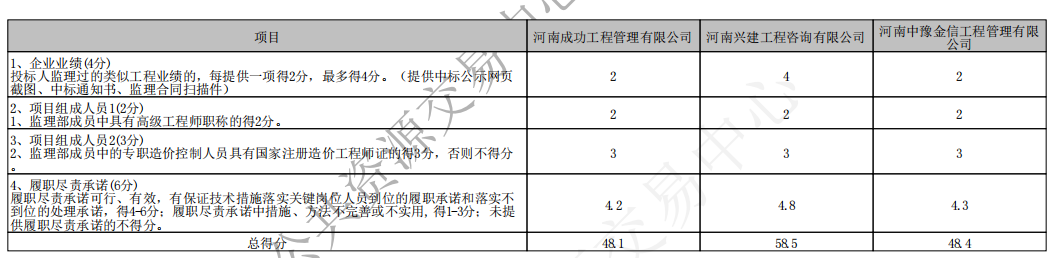 项目 河南成功工程管理有限公司 河南兴建工程咨询有限公司 河南中豫金信工程管理有限公司
1、企业业绩(4分)
投标人监理过的类似工程业绩的，每提供一项得2分，最多得4分。（提供中标公示网页
截图、中标通知书、监理合同扫描件） 2 4 2
2、项目组成人员1(2分)
1、监理部成员中具有高级工程师职称的得2分。 2 2 2
3、项目组成人员2(3分)
2、监理部成员中的专职造价控制人员具有国家注册造价工程师证的得3分，否则不得分
。 3 3 3
4、履职尽责承诺(6分)
履职尽责承诺可行、有效，有保证技术措施落实关键岗位人员到位的履职承诺和落实不
到位的处理承诺，得4-6分；履职尽责承诺中措施、方法不完善或不实用,得1-3分；未提
供履职尽责承诺的不得分。 4.2 4.8 4.3
总得分 48.1 58.5 48.4
公共资源交易中心
交易中心